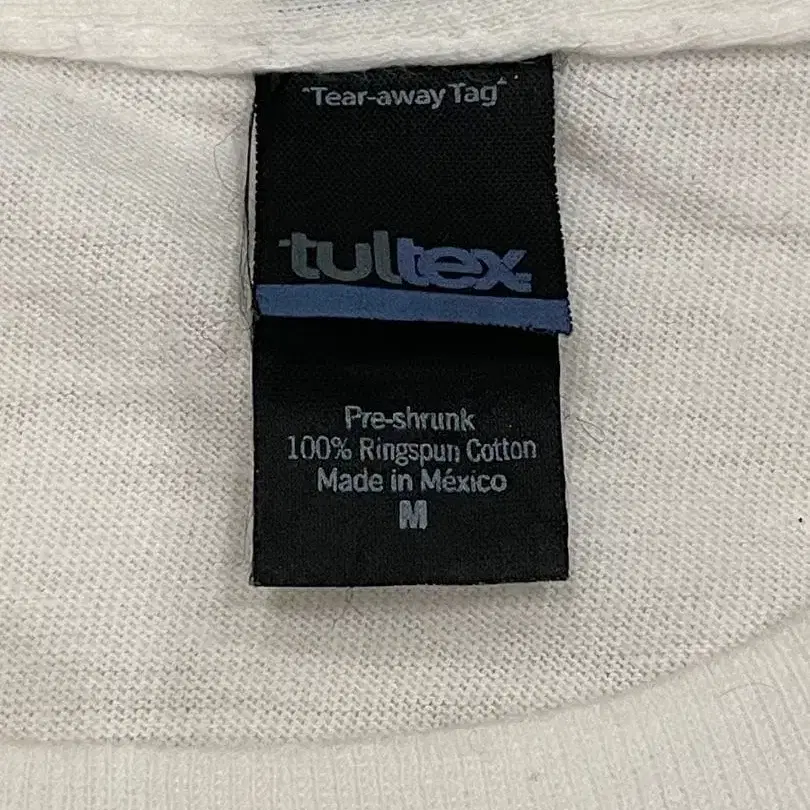 "Tear-away Tag"
tultex
Pre-shrunk
100% Ringspun Cotton
Made in México
M